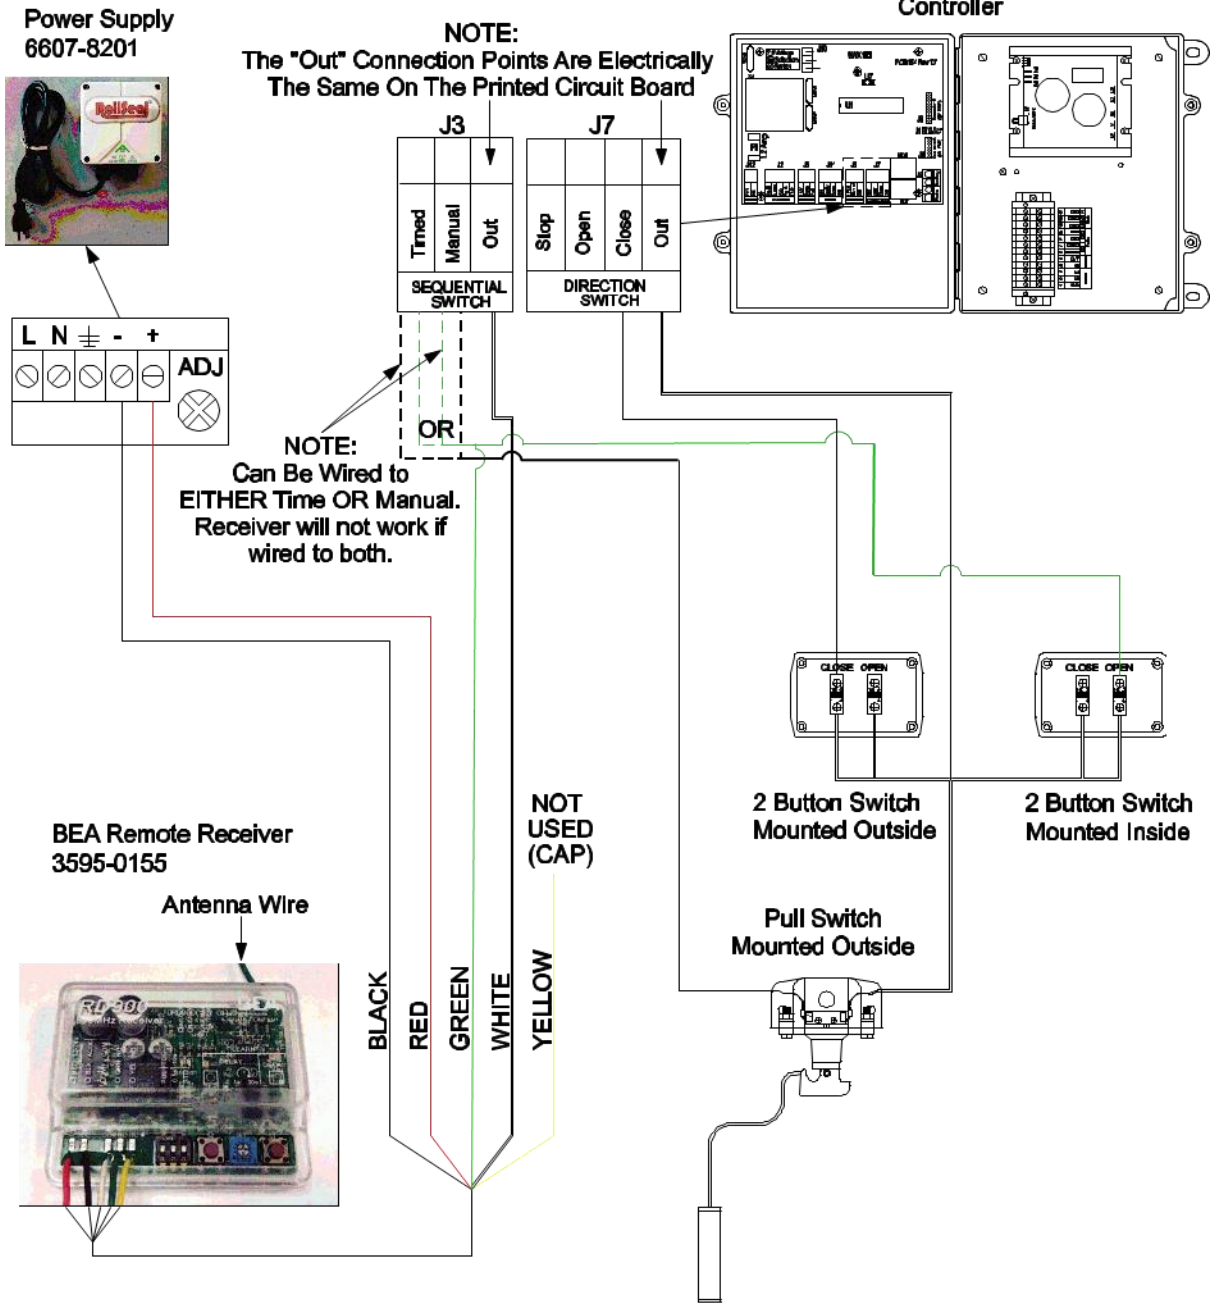 Controller
Power Supply
6607-8201
NOTE:
The "Out" Connection Points Are Electrically
The Same On The Printed Circuit Board
RollSeal
J3
J7
Timed
Manual
Out
Stop
Open
Close
Out
SEQUENTIAL
SWITCH
DIRECTION
SWITCH
L N - +
ADJ
OR
NOTE:
Can Be Wired to
EITHER Time OR Manual.
Receiver will not work if
wired to both.
CLOSE OPEN
CLOSE OPEN
2 Button Switch
Mounted Outside
2 Button Switch
Mounted Inside
NOT
USED
(CAP)
BEA Remote Receiver
3595-0155
Antenna Wire
Pull Switch
Mounted Outside
BLACK
RED
GREEN
WHITE
YELLOW